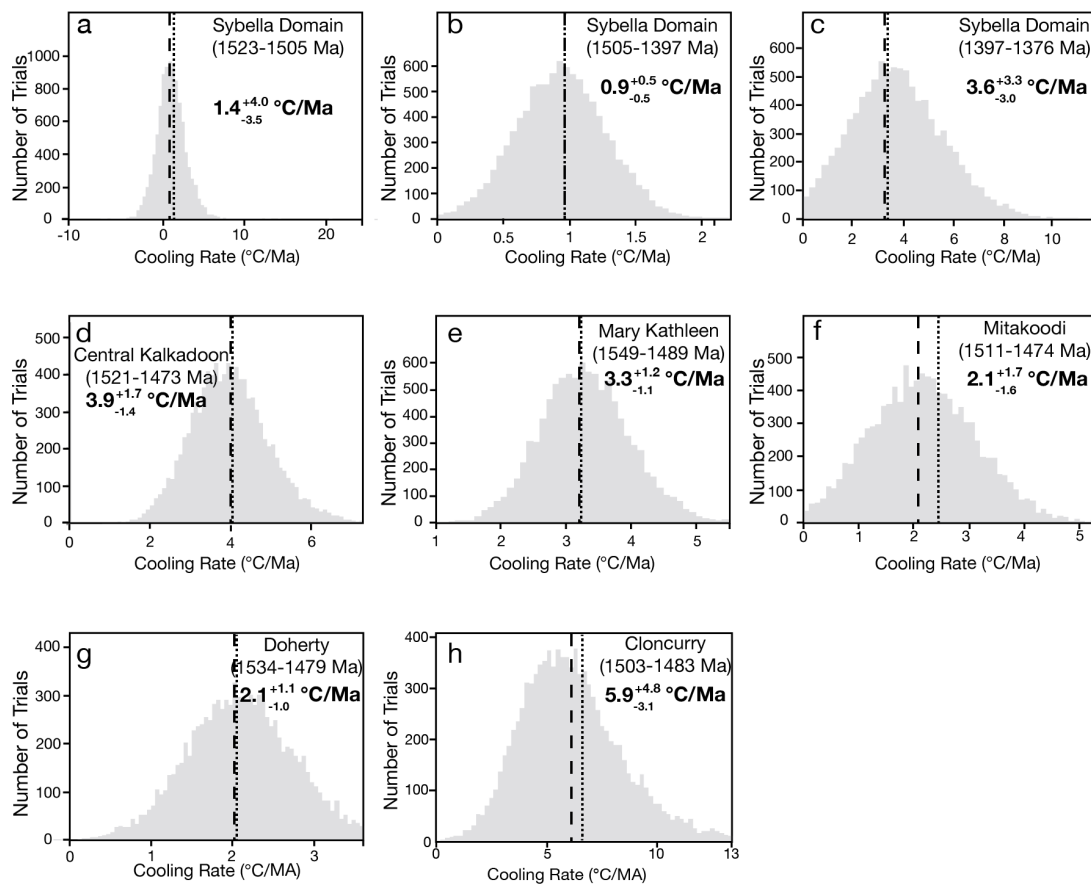 a
Sybella Domain
(1523-1505 Ma)
1.4 +4.0 -3.5 °C/Ma
Number of Trials
1000
800
600
400
200
0
-10
0
10
20
Cooling Rate (°C/Ma)
b
Sybella Domain
(1505-1397 Ma)
0.9 +0.5 -0.5 °C/Ma
Number of Trials
600
500
400
300
200
100
0
0
0.5
1
1.5
2
Cooling Rate (°C/Ma)
c
Sybella Domain
(1397-1376 Ma)
3.6 +3.3 -3.0 °C/Ma
Number of Trials
600
500
400
300
200
100
0
0
2
4
6
8
10
Cooling Rate (°C/Ma)
d
Central Kalkadoon
(1521-1473 Ma)
3.9 +1.7 -1.4 °C/Ma
Number of Trials
500
400
300
200
100
0
0
2
4
6
Cooling Rate (°C/Ma)
e
Mary Kathleen
(1549-1489 Ma)
3.3 +1.2 -1.1 °C/Ma
Number of Trials
600
500
400
300
200
100
0
1
2
3
4
5
Cooling Rate (°C/Ma)
f
Mitakoodi
(1511-1474 Ma)
2.1 +1.7 -1.6 °C/Ma
Number of Trials
500
400
300
200
100
0
0
1
2
3
4
5
Cooling Rate (°C/Ma)
g
Doherty
(1534-1479 Ma)
2.1 +1.1 -1.0 °C/Ma
Number of Trials
400
300
200
100
0
0
1
2
3
Cooling Rate (°C/MA)
h
Cloncurry
(1503-1483 Ma)
5.9 +4.8 -3.1 °C/Ma
Number of Trials
400
300
200
100
0
0
5
10
13
Cooling Rate (°C/MA)